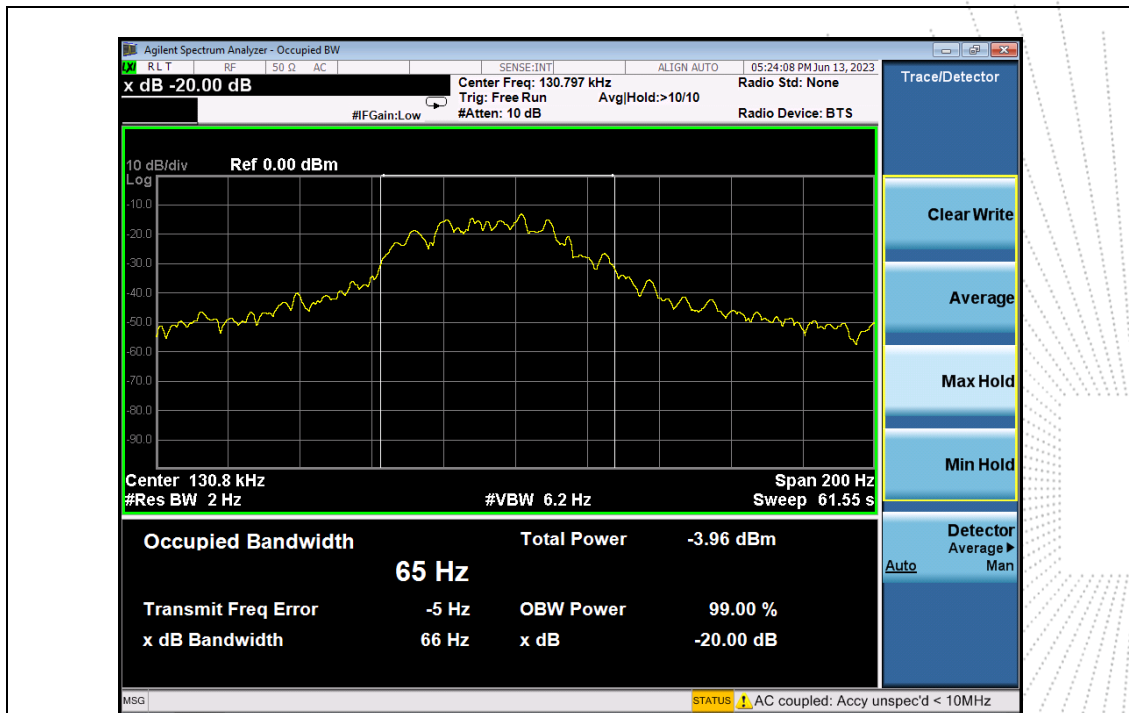 Agilent Spectrum Analyzer - Occupied BW
LXI RLT RF 50 Ω AC SENSE:INT ALIGN AUTO 05:24:08 PM Jun 13, 2023
x dB -20.00 dB
Center Freq: 130.797 kHz Radio Std: None
Trig: Free Run Avg|Hold:>10/10
#IFGain:Low #Atten: 10 dB Radio Device: BTS
10 dB/div Ref 0.00 dBm
Log
-10.0
-20.0
-30.0
-40.0
-50.0
-60.0
-70.0
-80.0
-90.0
Center 130.8 kHz Span 200 Hz
#Res BW 2 Hz #VBW 6.2 Hz Sweep 61.55 s
Occupied Bandwidth Total Power -3.96 dBm
65 Hz
Transmit Freq Error -5 Hz OBW Power 99.00 %
x dB Bandwidth 66 Hz x dB -20.00 dB
Trace/Detector
Clear Write
Average
Max Hold
Min Hold
Detector
Average
Auto Man
MSG STATUS AC coupled: Accy unspec'd < 10MHz